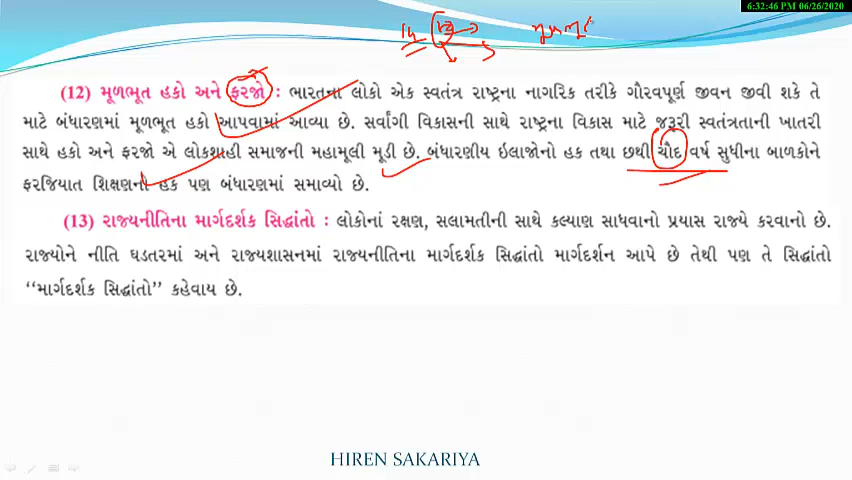 6:32:46 PM 06/26/2020
(12) મૂળભૂત હકો અને ફરજો : ભારતના લોકો એક સ્વતંત્ર રાષ્ટ્રના નાગરિક તરીકે ગૌરવપૂર્ણ જીવન જીવી શકે તે
માટે બંધારણમાં મૂળભૂત હકો આપવામાં આવ્યા છે. સર્વાંગી વિકાસની સાથે રાષ્ટ્રના વિકાસ માટે જરૂરી સ્વતંત્રતાની ખાતરી
સાથે હકો અને ફરજો એ લોકશાહી સમાજની મહામૂલી મૂડી છે. બંધારણીય ઇલાજોનો હક તથા છથી ચૌદ વર્ષ સુધીના બાળકોને
ફરજિયાત શિક્ષણનો હક પણ બંધારણમાં સમાવ્યો છે.
(13) રાજ્યનીતિના માર્ગદર્શક સિદ્ધાંતો : લોકોનાં રક્ષણ, સલામતીની સાથે કલ્યાણ સાધવાનો પ્રયાસ રાજ્યે કરવાનો છે.
રાજ્યોને નીતિ ઘડતરમાં અને રાજ્યશાસનમાં રાજ્યનીતિના માર્ગદર્શક સિદ્ધાંતો માર્ગદર્શન આપે છે તેથી પણ તે સિદ્ધાંતો
“માર્ગદર્શક સિદ્ધાંતો” કહેવાય છે.
HIREN SAKARIYA